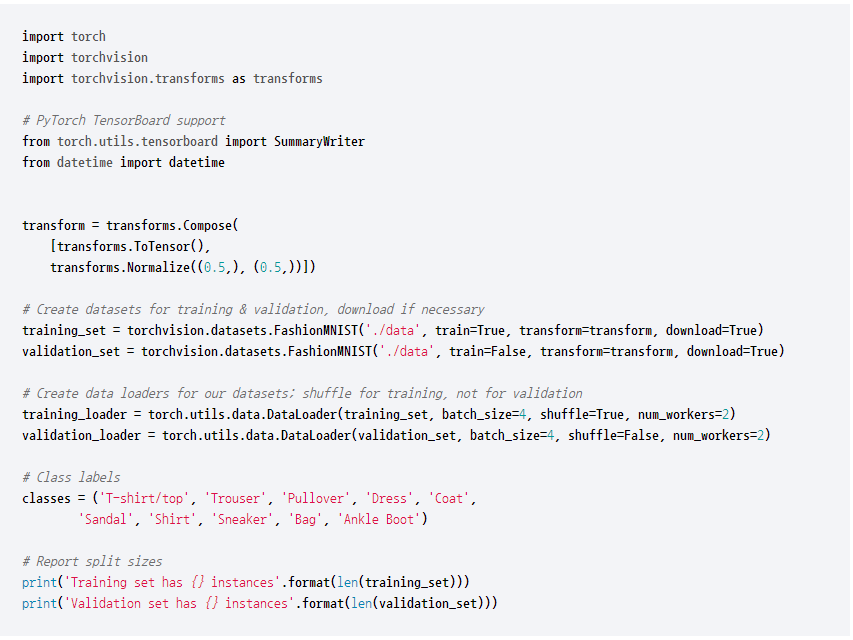 import torch
import torchvision
import torchvision.transforms as transforms
# PyTorch TensorBoard support
from torch.utils.tensorboard import SummaryWriter
from datetime import datetime
transform = transforms.Compose(
    [transforms.ToTensor(),
    transforms.Normalize((0.5,), (0.5,))])
# Create datasets for training & validation, download if necessary
training_set = torchvision.datasets.FashionMNIST('./data', train=True, transform=transform, download=True)
validation_set = torchvision.datasets.FashionMNIST('./data', train=False, transform=transform, download=True)
# Create data loaders for our datasets; shuffle for training, not for validation
training_loader = torch.utils.data.DataLoader(training_set, batch_size=4, shuffle=True, num_workers=2)
validation_loader = torch.utils.data.DataLoader(validation_set, batch_size=4, shuffle=False, num_workers=2)
# Class labels
classes = ('T-shirt/top', 'Trouser', 'Pullover', 'Dress', 'Coat',
        'Sandal', 'Shirt', 'Sneaker', 'Bag', 'Ankle Boot')
# Report split sizes
print('Training set has {} instances'.format(len(training_set)))
print('Validation set has {} instances'.format(len(validation_set)))